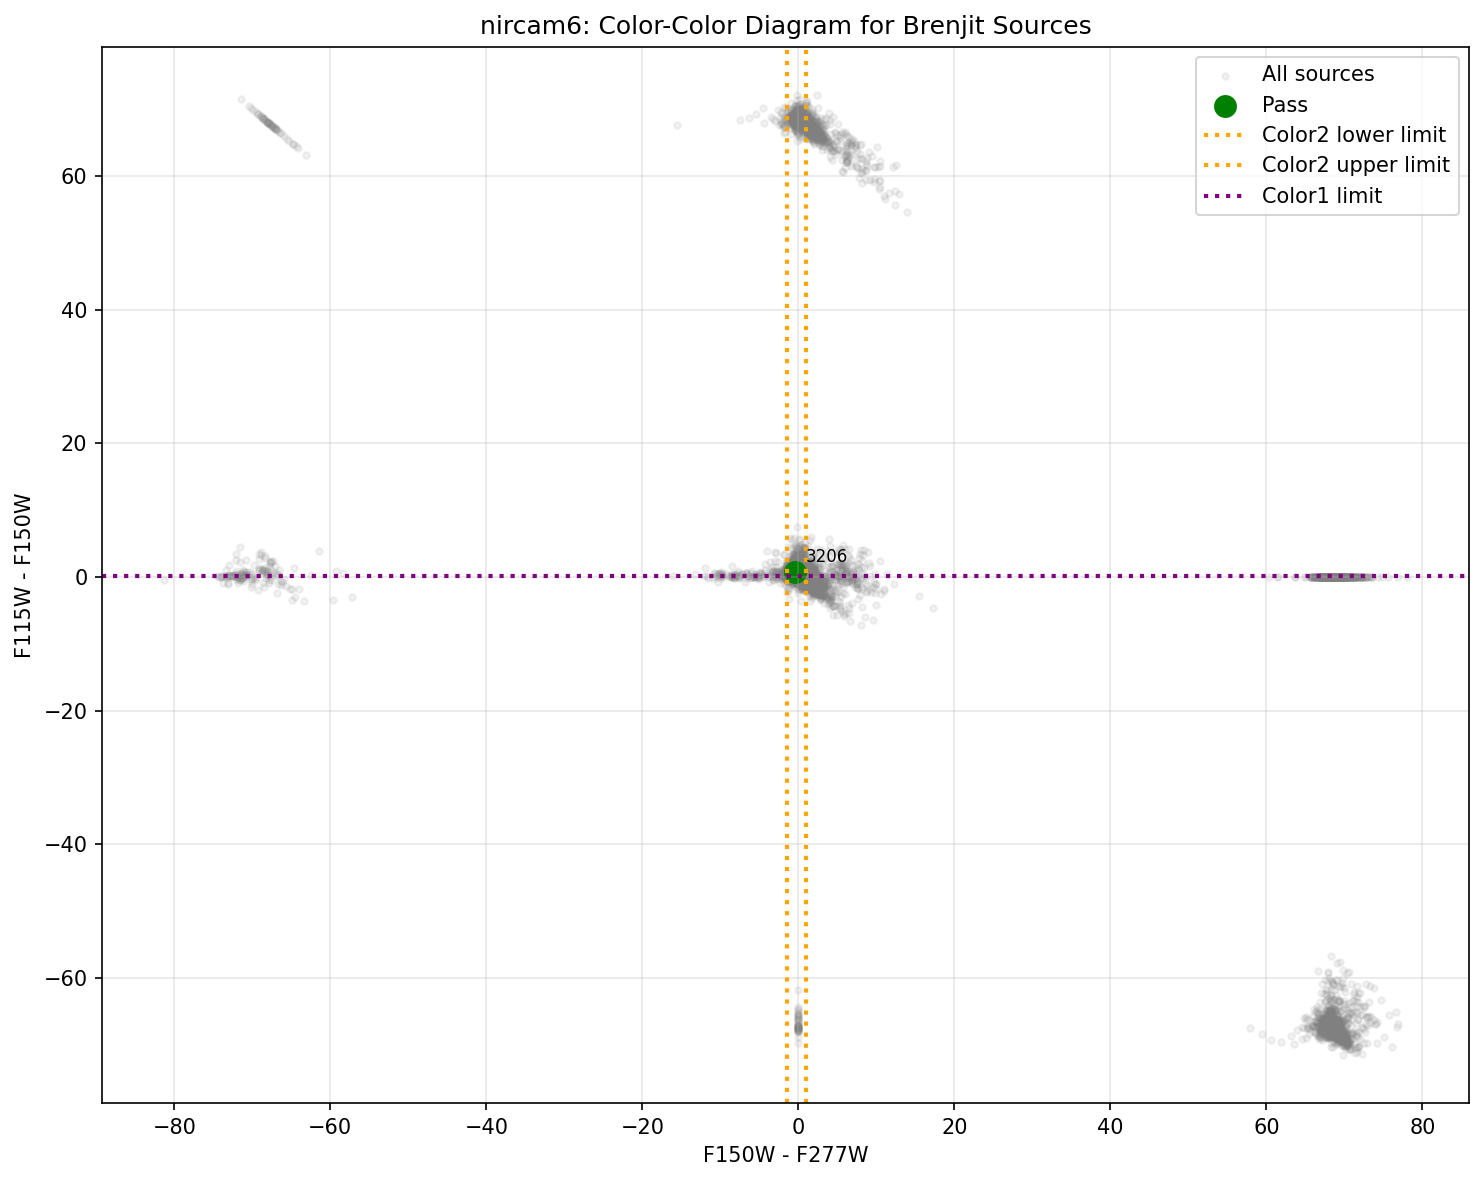 nircam6: Color-Color Diagram for Brenjit Sources
All sources
Pass
Color2 lower limit
Color2 upper limit
Color1 limit
60
40
20
0
−20
−40
−60
3206
F115W - F150W
−80
−60
−40
−20
0
20
40
60
80
F150W - F277W